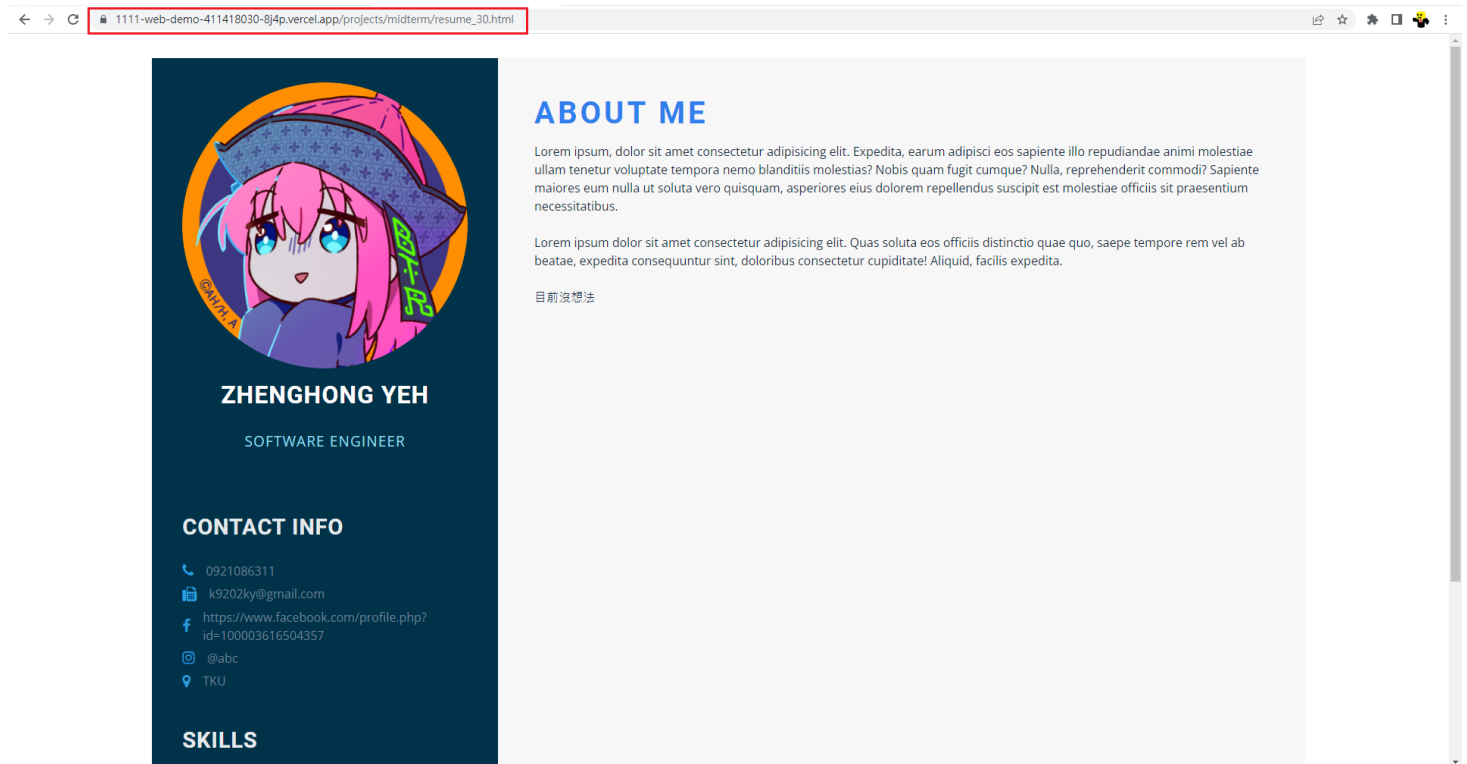 1111-web-demo-411418030-8j4p.vercel.app/projects/midterm/resume_30.html
©AH/H, A
BTR
ZHENGHONG YEH
SOFTWARE ENGINEER
CONTACT INFO
0921086311
k9202ky@gmail.com
https://www.facebook.com/profile.php?
id=100003616504357
@abc
TKU
SKILLS
ABOUT ME
Lorem ipsum, dolor sit amet consectetur adipisicing elit. Expedita, earum adipisci eos sapiente illo repudiandae animi molestiae
ullam tenetur voluptate tempora nemo blanditiis molestias? Nobis quam fugit cumque? Nulla, reprehenderit commodi? Sapiente
maiores eum nulla ut soluta vero quisquam, asperiores eius dolorem repellendus suscipit est molestiae officiis sit praesentium
necessitatibus.
Lorem ipsum dolor sit amet consectetur adipisicing elit. Quas soluta eos officiis distinctio quae quo, saepe tempore rem vel ab
beatae, expedita consequuntur sint, doloribus consectetur cupiditate! Aliquid, facilis expedita.
目前沒想法